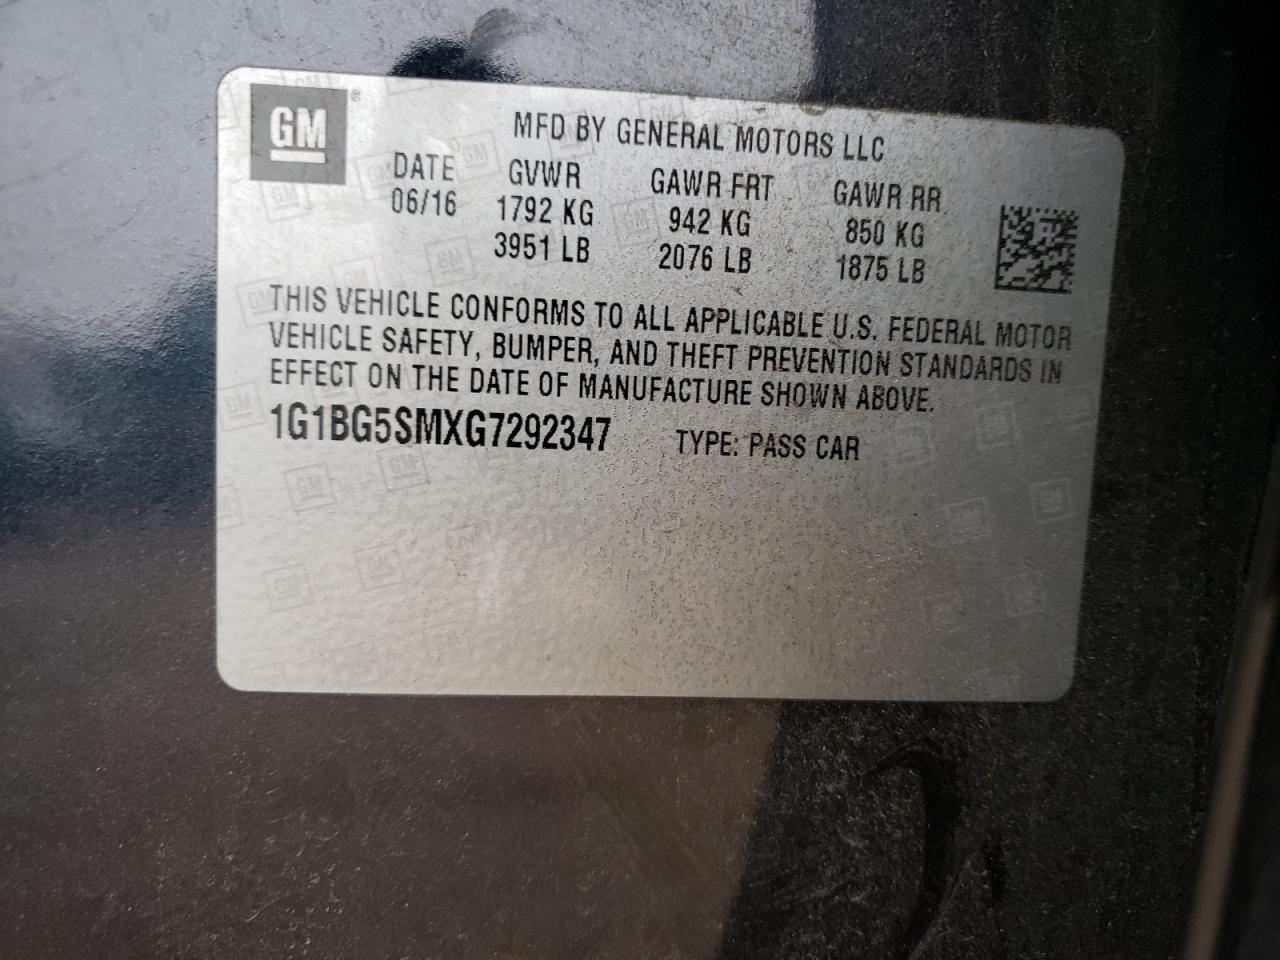 GM ®
MFD BY GENERAL MOTORS LLC
DATE GVWR GAWR FRT GAWR RR
06/16 1792 KG 942 KG 850 KG
3951 LB 2076 LB 1875 LB
THIS VEHICLE CONFORMS TO ALL APPLICABLE U.S. FEDERAL MOTOR
VEHICLE SAFETY, BUMPER, AND THEFT PREVENTION STANDARDS IN
EFFECT ON THE DATE OF MANUFACTURE SHOWN ABOVE.
1G1BG5SMXG7292347 TYPE: PASS CAR